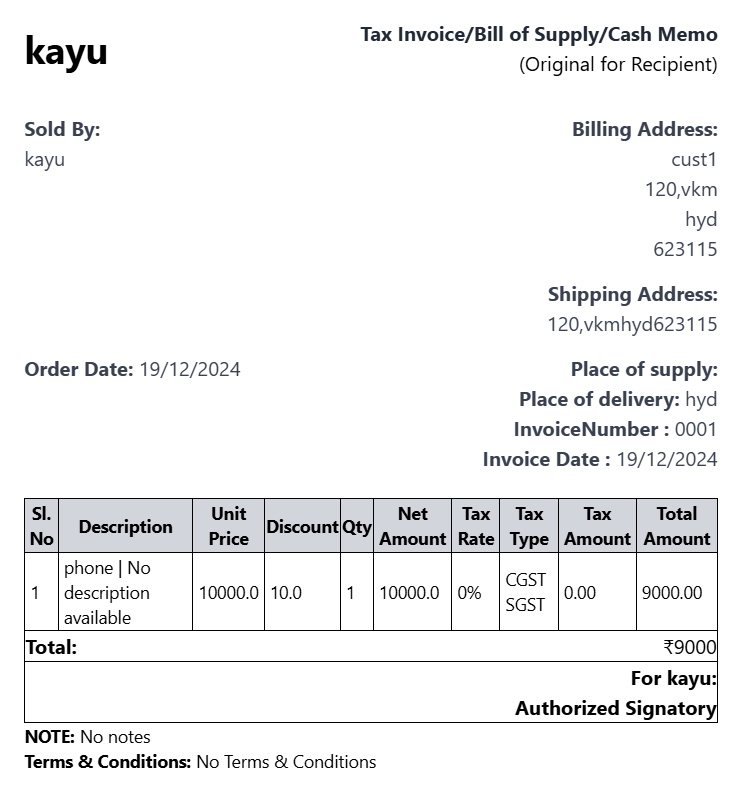 kayu
Tax Invoice/Bill of Supply/Cash Memo
(Original for Recipient)
Sold By:
kayu
Billing Address:
cust1
120,vkm
hyd
623115
Shipping Address:
120,vkmhyd623115
Order Date: 19/12/2024
Place of supply:
Place of delivery: hyd
InvoiceNumber : 0001
Invoice Date : 19/12/2024
Sl. No Description Unit Price Discount Qty Net Amount Tax Rate Tax Type Tax Amount Total Amount
1 phone | No description available 10000.0 10.0 1 10000.0 0% CGST SGST 0.00 9000.00
Total: ₹9000
For kayu:
Authorized Signatory
NOTE: No notes
Terms & Conditions: No Terms & Conditions